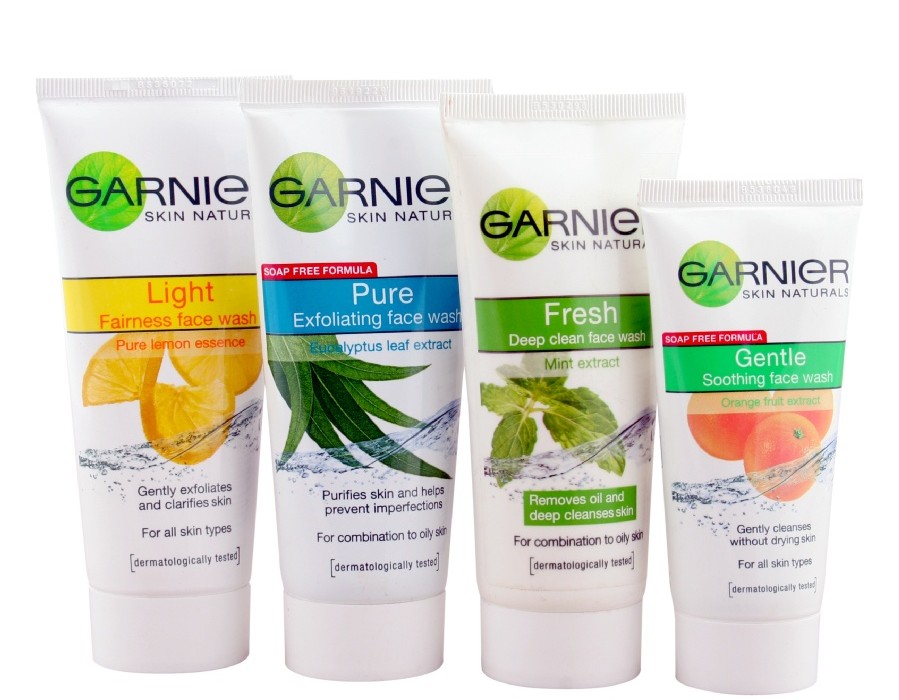 GARNIE
SKIN NATUR
Light
Fairness face wash
Pure lemon essence
Gently exfoliates
and clarifies skin
For all skin types
[dermatologically tested]
GARNIE
SKIN NATUR
SOAP FREE FORMULA
Pure
Exfoliating face wash
Eucalyptus leaf extract
Purifies skin and helps
prevent imperfections
For combination to oily skin
[dermatologically tested]
GARNIER
SKIN NATURA
Fresh
Deep clean face wash
Mint extract
Removes oil and
deep cleanses skin
For combination to oily skin
[dermatologically tested]
GARNIER
SKIN NATURALS
SOAP FREE FORMULA
Gentle
Soothing face wash
Orange fruit extract
Gently cleanses
without drying skin
For all skin types
[dermatologically tested]